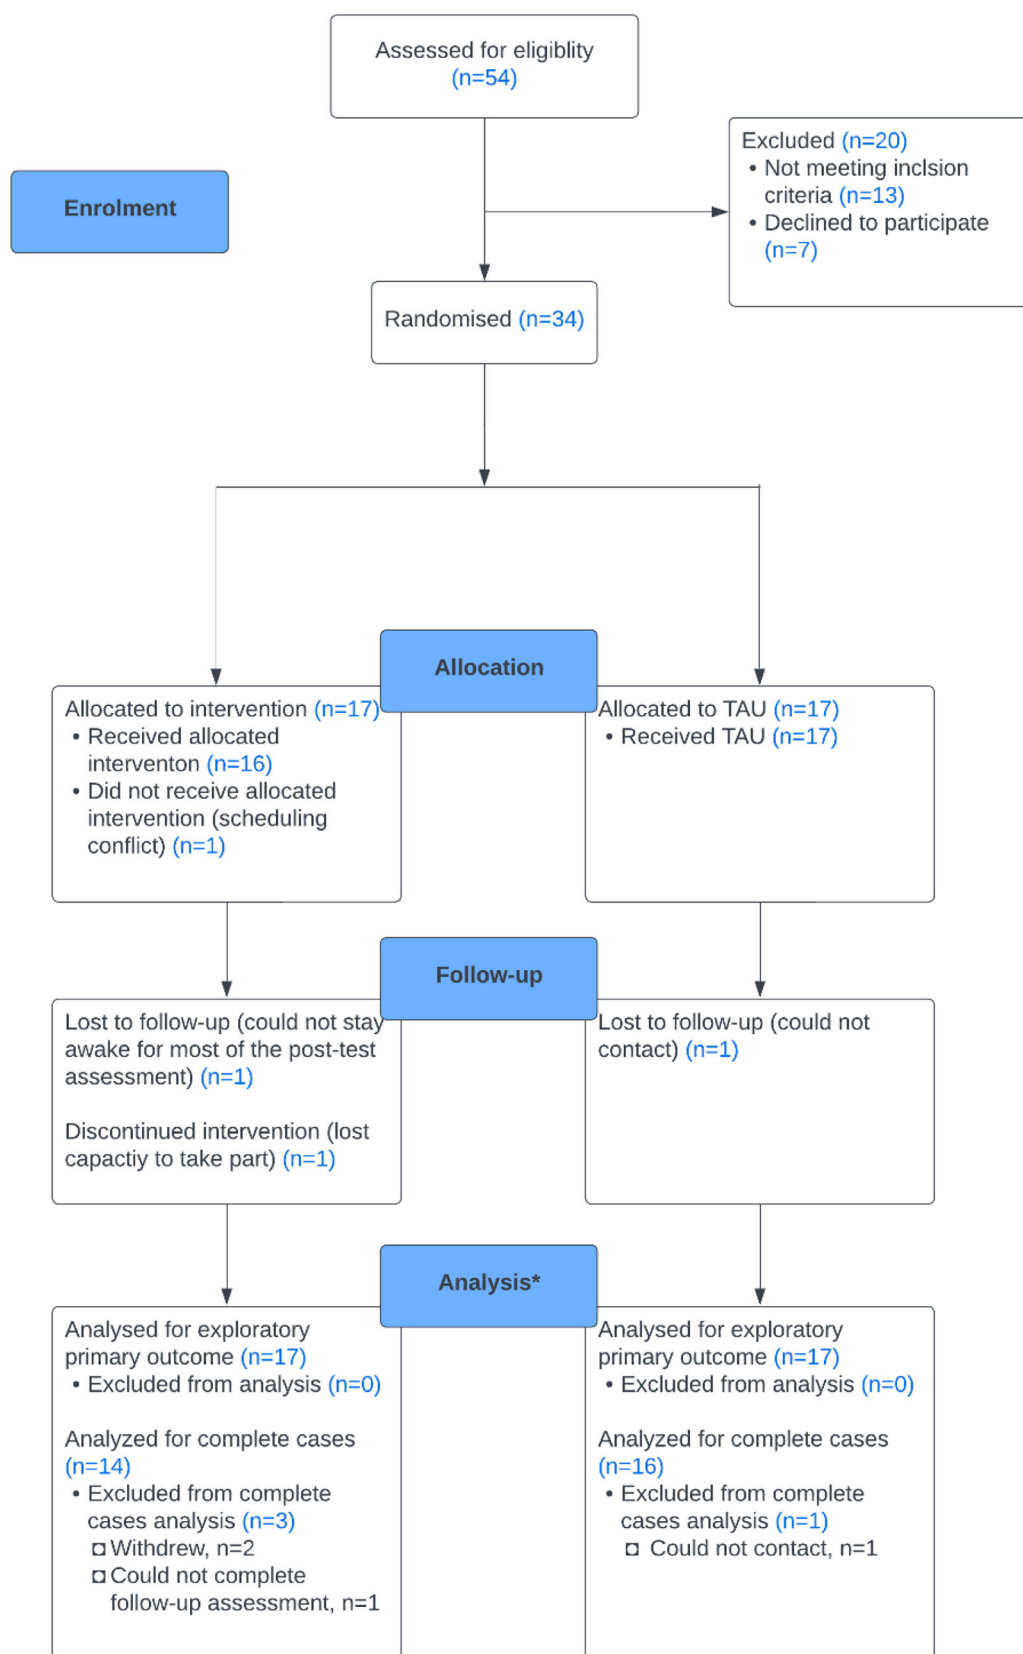 Assessed for eligiblity
(n=54)
Excluded (n=20)
• Not meeting inclsion
criteria (n=13)
• Declined to participate
(n=7)
Enrolment
Randomised (n=34)
Allocation
Allocated to intervention (n=17)
• Received allocated
interventon (n=16)
• Did not receive allocated
intervention (scheduling
conflict) (n=1)
Allocated to TAU (n=17)
• Received TAU (n=17)
Follow-up
Lost to follow-up (could not stay
awake for most of the post-test
assessment) (n=1)
Discontinued intervention (lost
capactiy to take part) (n=1)
Lost to follow-up (could not
contact) (n=1)
Analysis*
Analysed for exploratory
primary outcome (n=17)
• Excluded from analysis (n=0)
Analyzed for complete cases
(n=14)
• Excluded from complete
cases analysis (n=3)
◘ Withdrew, n=2
◘ Could not complete
follow-up assessment, n=1
Analysed for exploratory
primary outcome (n=17)
• Excluded from analysis (n=0)
Analyzed for complete cases
(n=16)
• Excluded from complete
cases analysis (n=1)
◘ Could not contact, n=1